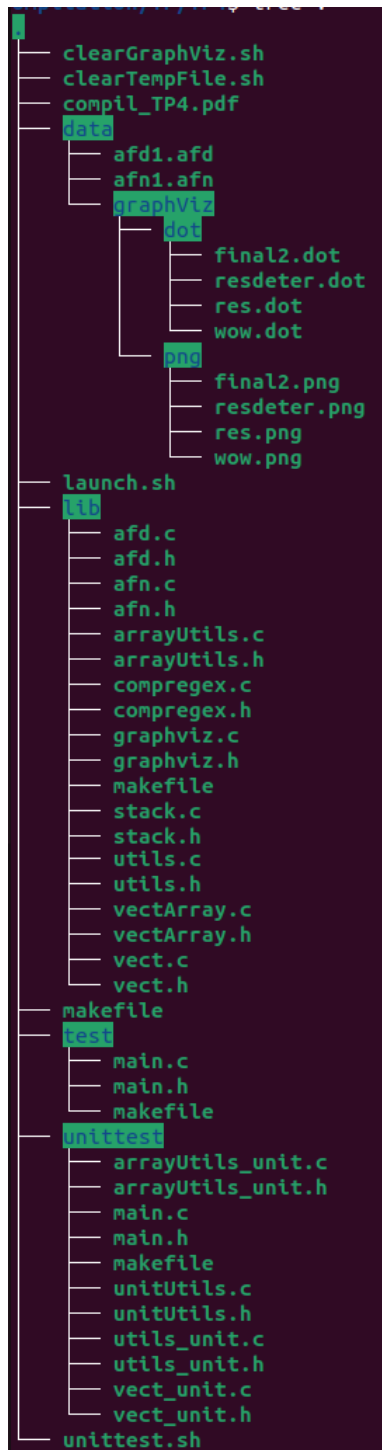 .
├── clearGraphViz.sh
├── clearTempFile.sh
├── compil_TP4.pdf
├── data
│   ├── afd1.afd
│   ├── afn1.afn
│   └── graphViz
│       ├── dot
│       │   ├── final2.dot
│       │   ├── resdeter.dot
│       │   ├── res.dot
│       │   └── wow.dot
│       └── png
│           ├── final2.png
│           ├── resdeter.png
│           ├── res.png
│           └── wow.png
├── launch.sh
├── lib
│   ├── afd.c
│   ├── afd.h
│   ├── afn.c
│   ├── afn.h
│   ├── arrayUtils.c
│   ├── arrayUtils.h
│   ├── compregex.c
│   ├── compregex.h
│   ├── graphviz.c
│   ├── graphviz.h
│   ├── makefile
│   ├── stack.c
│   ├── stack.h
│   ├── utils.c
│   ├── utils.h
│   ├── vectArray.c
│   ├── vectArray.h
│   ├── vect.c
│   └── vect.h
├── makefile
├── test
│   ├── main.c
│   ├── main.h
│   └── makefile
├── unittest
│   ├── arrayUtils_unit.c
│   ├── arrayUtils_unit.h
│   ├── main.c
│   ├── main.h
│   ├── makefile
│   ├── unitUtils.c
│   ├── unitUtils.h
│   ├── utils_unit.c
│   ├── utils_unit.h
│   ├── vect_unit.c
│   └── vect_unit.h
└── unittest.sh